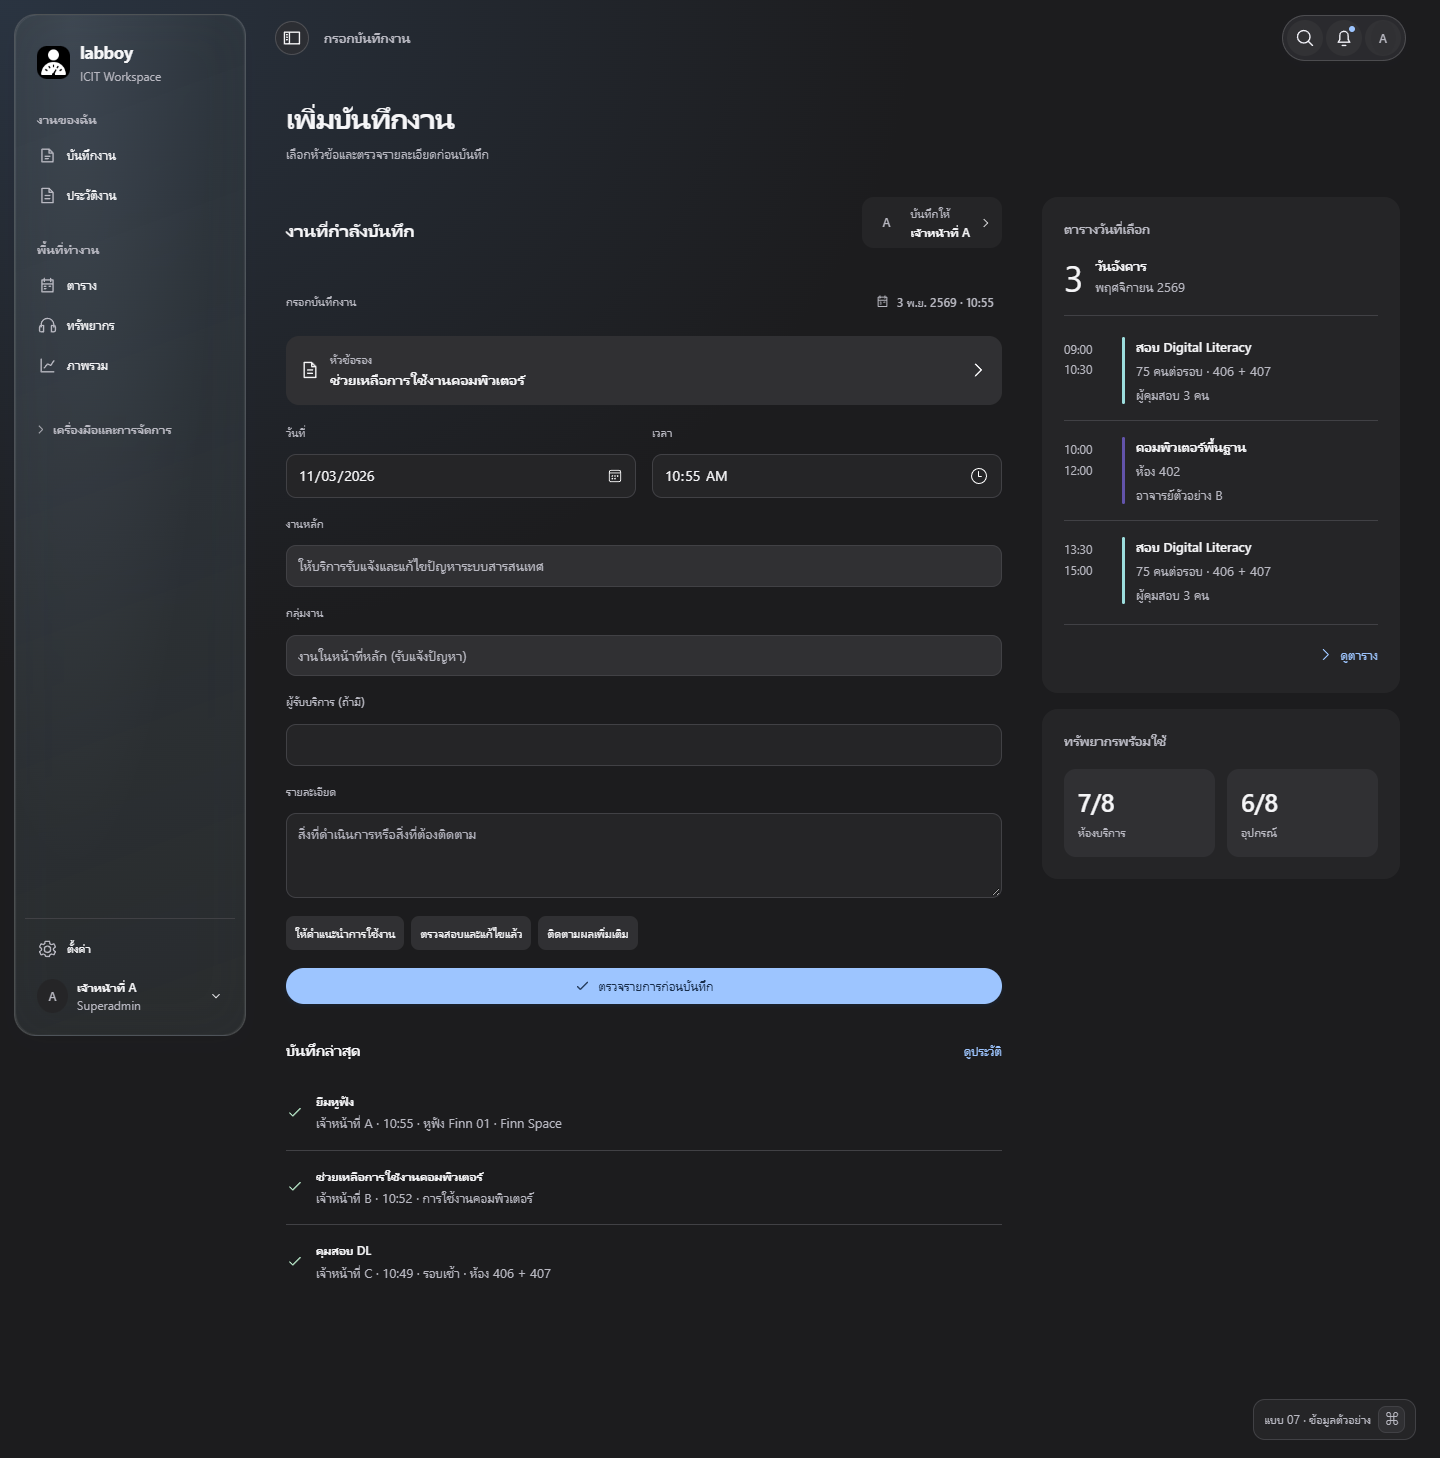 labboy
ICIT Workspace
งานของฉัน
บันทึกงาน
ประวัติงาน
พื้นที่ทำงาน
ตาราง
ทรัพยากร
ภาพรวม
เครื่องมือและการจัดการ
ตั้งค่า
A
เจ้าหน้าที่ A
Superadmin
กรอกบันทึกงาน
A
เพิ่มบันทึกงาน
เลือกหัวข้อและตรวจรายละเอียดก่อนบันทึก
งานที่กำลังบันทึก
A
บันทึกให้
เจ้าหน้าที่ A
กรอกบันทึกงาน
3 พ.ย. 2569 · 10:55
หัวข้อรอง
ช่วยเหลือการใช้งานคอมพิวเตอร์
วันที่
เวลา
11/03/2026
10:55 AM
งานหลัก
ให้บริการรับแจ้งและแก้ไขปัญหาระบบสารสนเทศ
กลุ่มงาน
งานในหน้าที่หลัก (รับแจ้งปัญหา)
ผู้รับบริการ (ถ้ามี)
รายละเอียด
สิ่งที่ดำเนินการหรือสิ่งที่ต้องติดตาม
ให้คำแนะนำการใช้งาน
ตรวจสอบและแก้ไขแล้ว
ติดตามผลเพิ่มเติม
ตรวจรายการก่อนบันทึก
บันทึกล่าสุด
ดูประวัติ
ยืมหูฟัง
เจ้าหน้าที่ A · 10:55 · หูฟัง Finn 01 · Finn Space
ช่วยเหลือการใช้งานคอมพิวเตอร์
เจ้าหน้าที่ B · 10:52 · การใช้งานคอมพิวเตอร์
คุมสอบ DL
เจ้าหน้าที่ C · 10:49 · รอบเช้า · ห้อง 406 + 407
ตารางวันที่เลือก
3
วันอังคาร
พฤศจิกายน 2569
09:00
10:30
สอบ Digital Literacy
75 คนต่อรอบ · 406 + 407
ผู้คุมสอบ 3 คน
10:00
12:00
คอมพิวเตอร์พื้นฐาน
ห้อง 402
อาจารย์ตัวอย่าง B
13:30
15:00
สอบ Digital Literacy
75 คนต่อรอบ · 406 + 407
ผู้คุมสอบ 3 คน
ดูตาราง
ทรัพยากรพร้อมใช้
7/8
ห้องบริการ
6/8
อุปกรณ์
แบบ 07 · ข้อมูลตัวอย่าง ⌘